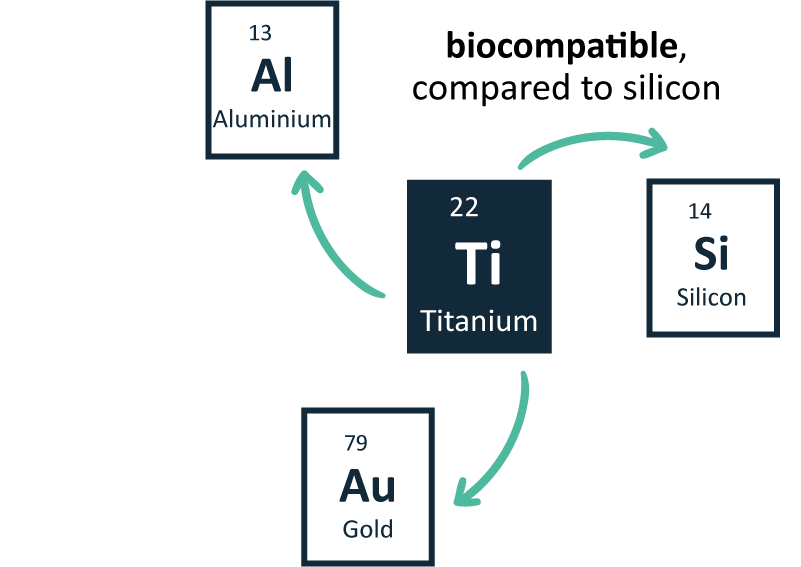 13
Al
Aluminium
biocompatible,
compared to silicon
22
Ti
Titanium
14
Si
Silicon
79
Au
Gold